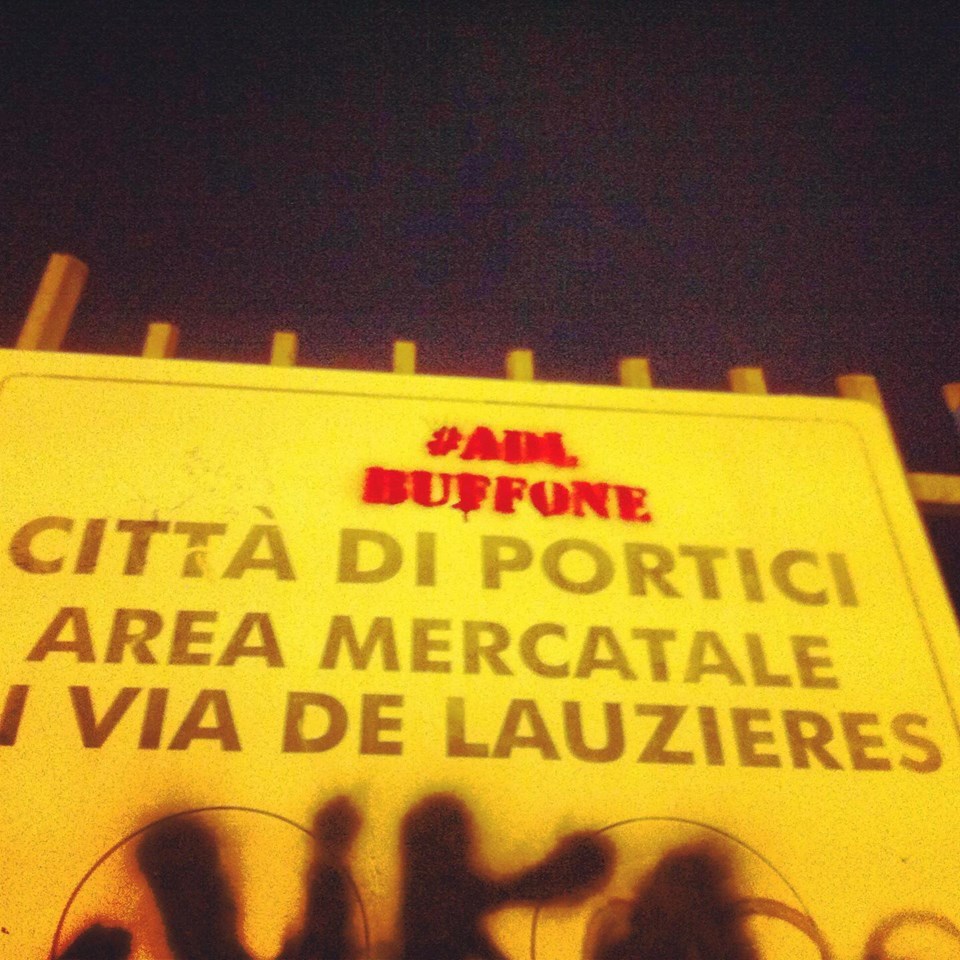 #ADL
BUFFONE
CITTÀ DI PORTICI
AREA MERCATALE
I VIA DE LAUZIERES